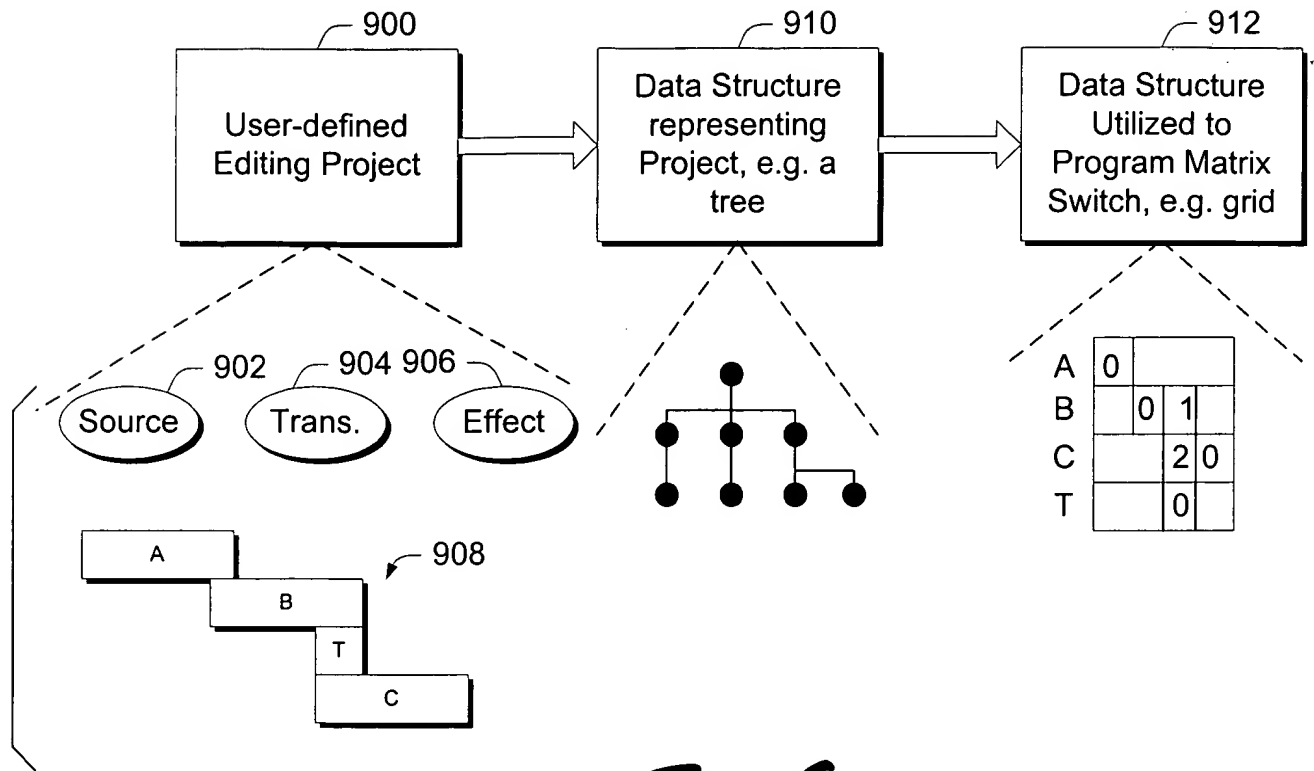 900
910
912
User-defined
Editing Project
Data Structure
representing
Project, e.g. a
tree
Data Structure
Utilized to
Program Matrix
Switch, e.g. grid
902
904
906
Source
Trans.
Effect
A
B
T
C
908
A 0
B 0 1
C 2 0
T 0